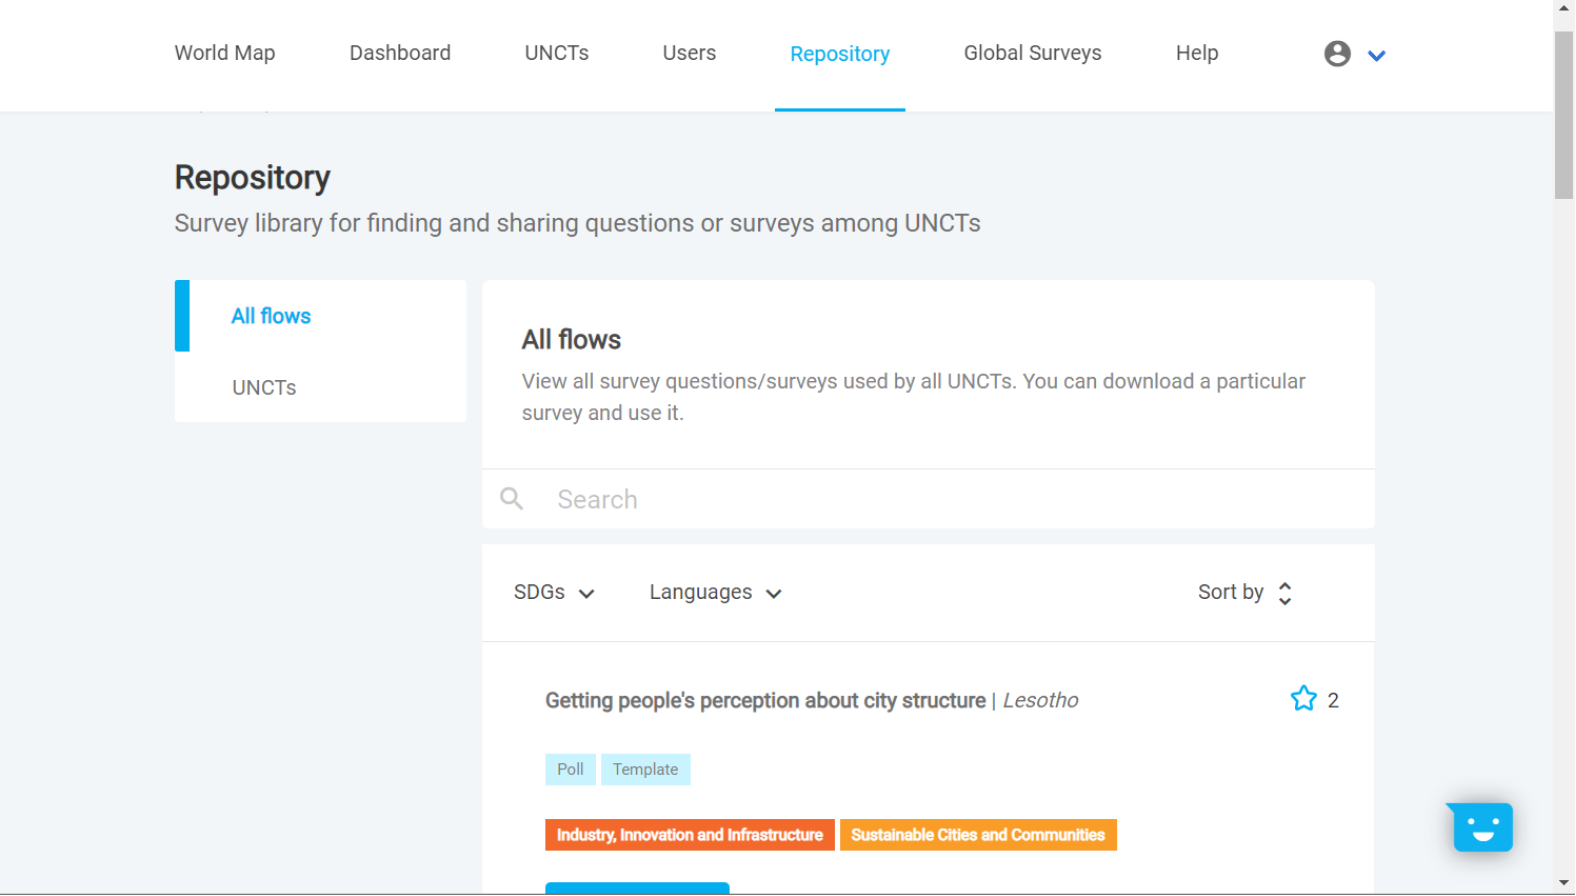 World Map
Dashboard
UNCTs
Users
Repository
Global Surveys
Help
Repository
Survey library for finding and sharing questions or surveys among UNCTs
All flows
UNCTs
All flows
View all survey questions/surveys used by all UNCTs. You can download a particular
survey and use it.
Search
SDGs
Languages
Sort by
Getting people's perception about city structure | Lesotho
2
Poll
Template
Industry, Innovation and Infrastructure
Sustainable Cities and Communities